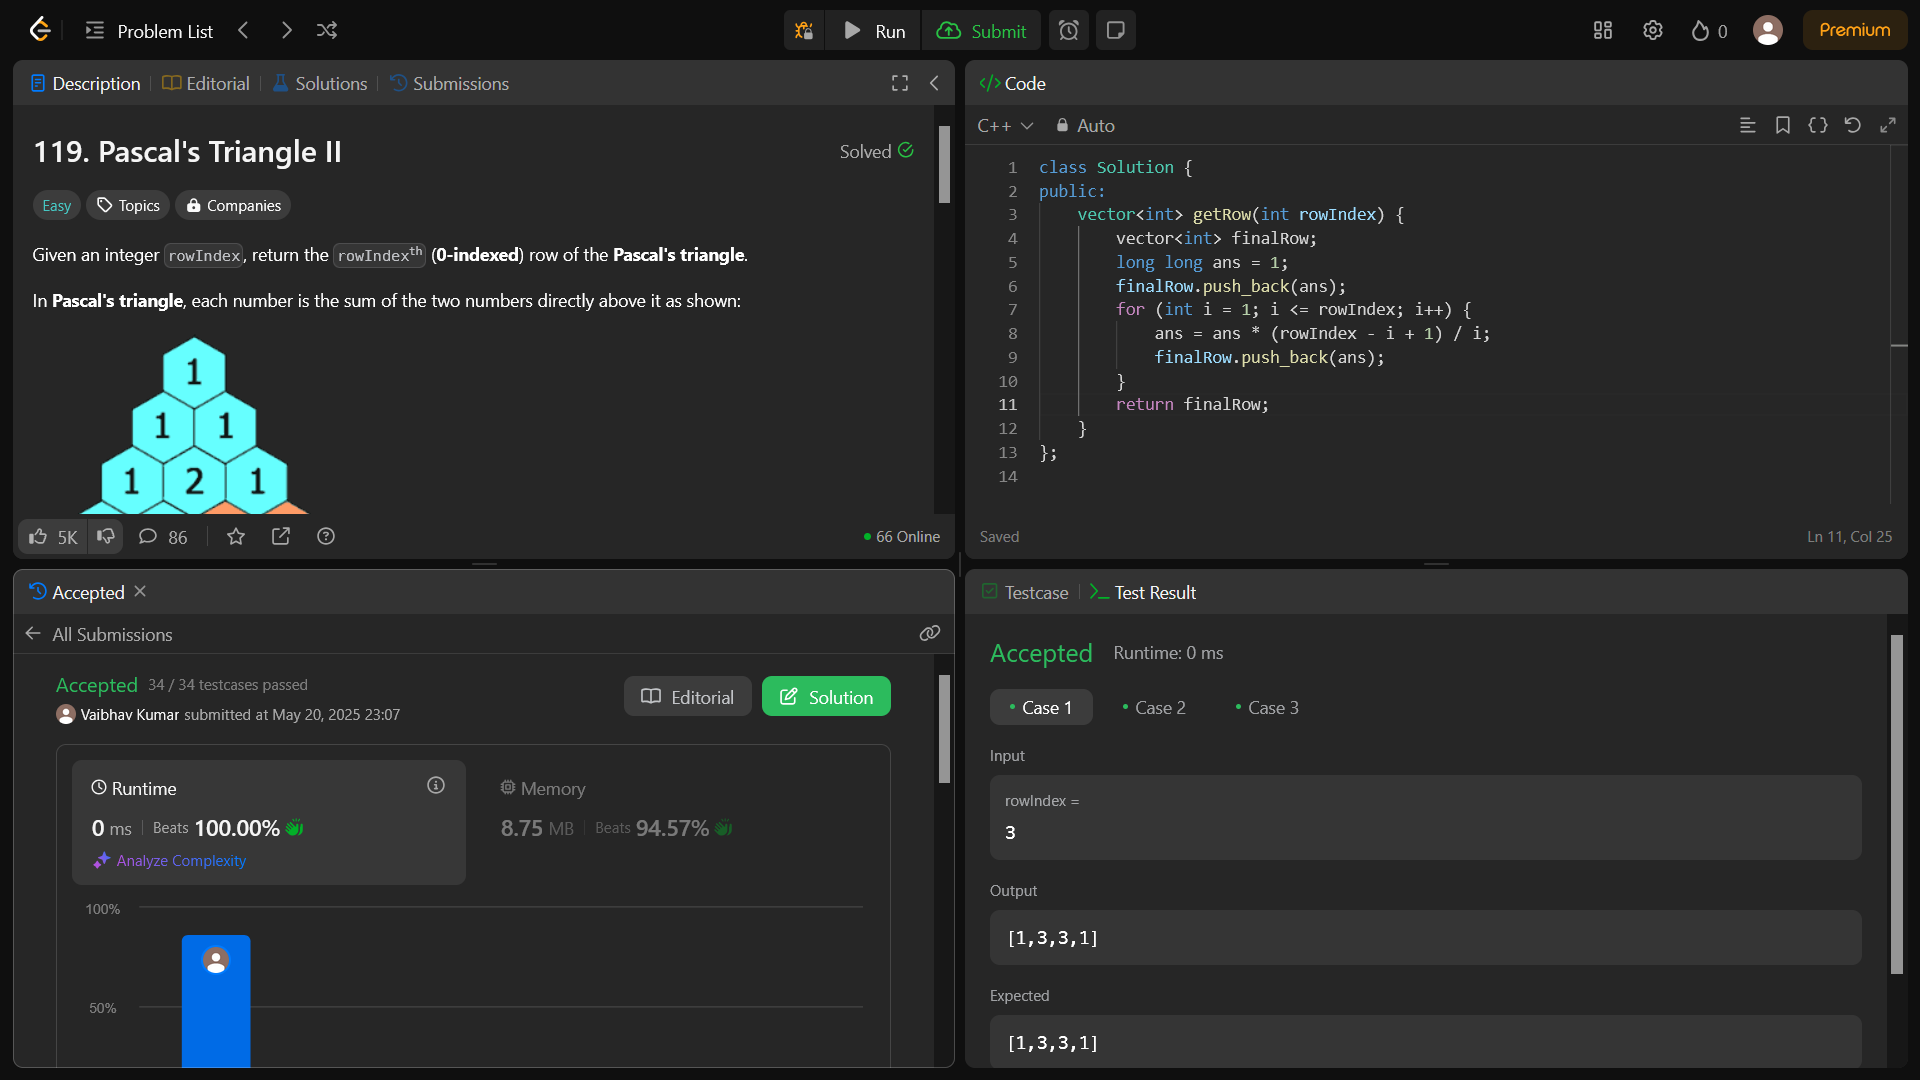 Problem List
Run
Submit
0
Premium
Description
Editorial
Solutions
Submissions
119. Pascal's Triangle II
Solved
Easy
Topics
Companies
Given an integer rowIndex, return the rowIndexth (0-indexed) row of the Pascal's triangle.
In Pascal's triangle, each number is the sum of the two numbers directly above it as shown:
1
1 1
1 2 1
5K
86
66 Online
Code
C++
Auto
1 class Solution {
2 public:
3     vector<int> getRow(int rowIndex) {
4         vector<int> finalRow;
5         long long ans = 1;
6         finalRow.push_back(ans);
7         for (int i = 1; i <= rowIndex; i++) {
8             ans = ans * (rowIndex - i + 1) / i;
9             finalRow.push_back(ans);
10         }
11         return finalRow;
12     }
13 };
14
Saved
Ln 11, Col 25
Accepted
All Submissions
Accepted 34 / 34 testcases passed
Vaibhav Kumar submitted at May 20, 2025 23:07
Editorial
Solution
Runtime
0 ms Beats 100.00%
Analyze Complexity
Memory
8.75 MB Beats 94.57%
100%
50%
Testcase
Test Result
Accepted Runtime: 0 ms
Case 1
Case 2
Case 3
Input
rowIndex =
3
Output
[1,3,3,1]
Expected
[1,3,3,1]